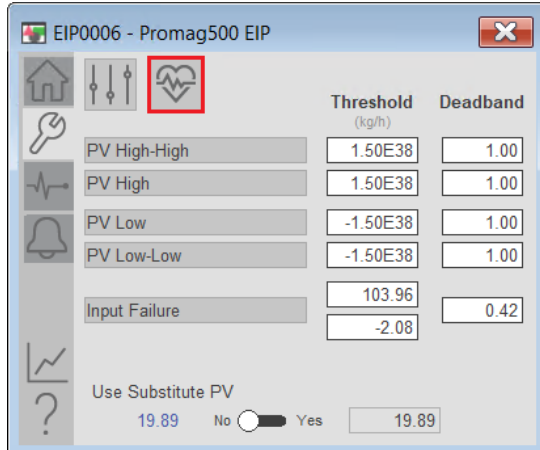 EIP0006 - Promag500 EIP
Threshold Deadband
(kg/h)
PV High-High 1.50E38 1.00
PV High 1.50E38 1.00
PV Low -1.50E38 1.00
PV Low-Low -1.50E38 1.00
103.96
Input Failure 0.42
-2.08
Use Substitute PV
19.89 No Yes 19.89
?